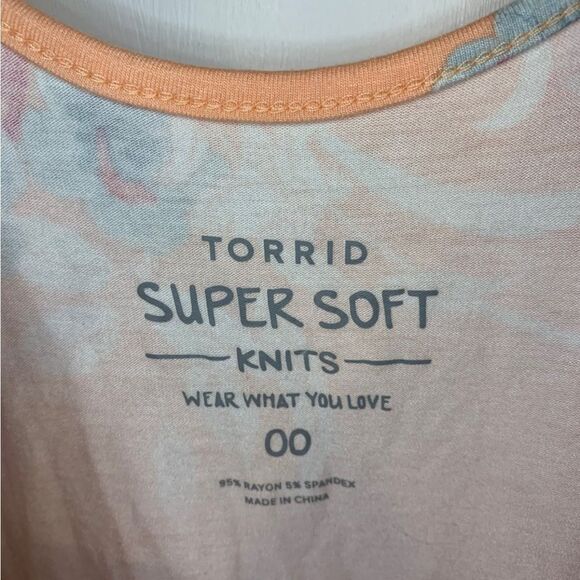 TORRID
SUPER SOFT
KNITS
WEAR WHAT YOU LOVE
00
95% RAYON 5% SPANDEX
MADE IN CHINA